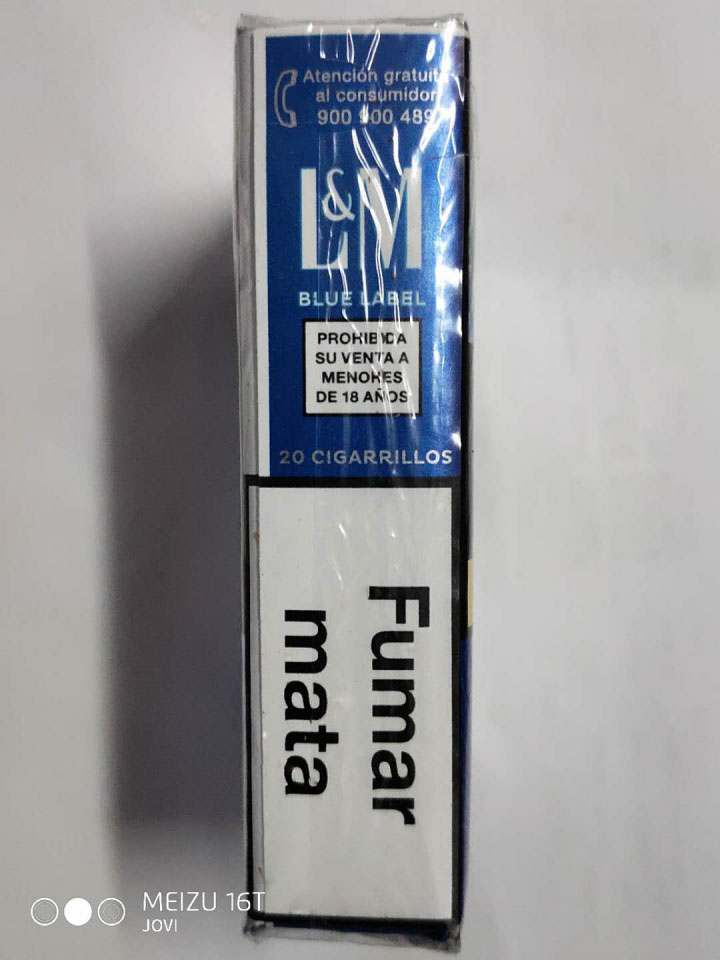 Atención gratuita
al consumidor
900 900 489
L&M
BLUE LABEL
PROHIBIDA
SU VENTA A
MENORES
DE 18 AÑOS
20 CIGARRILLOS
Fumar
mata
MEIZU 16T
JOVI